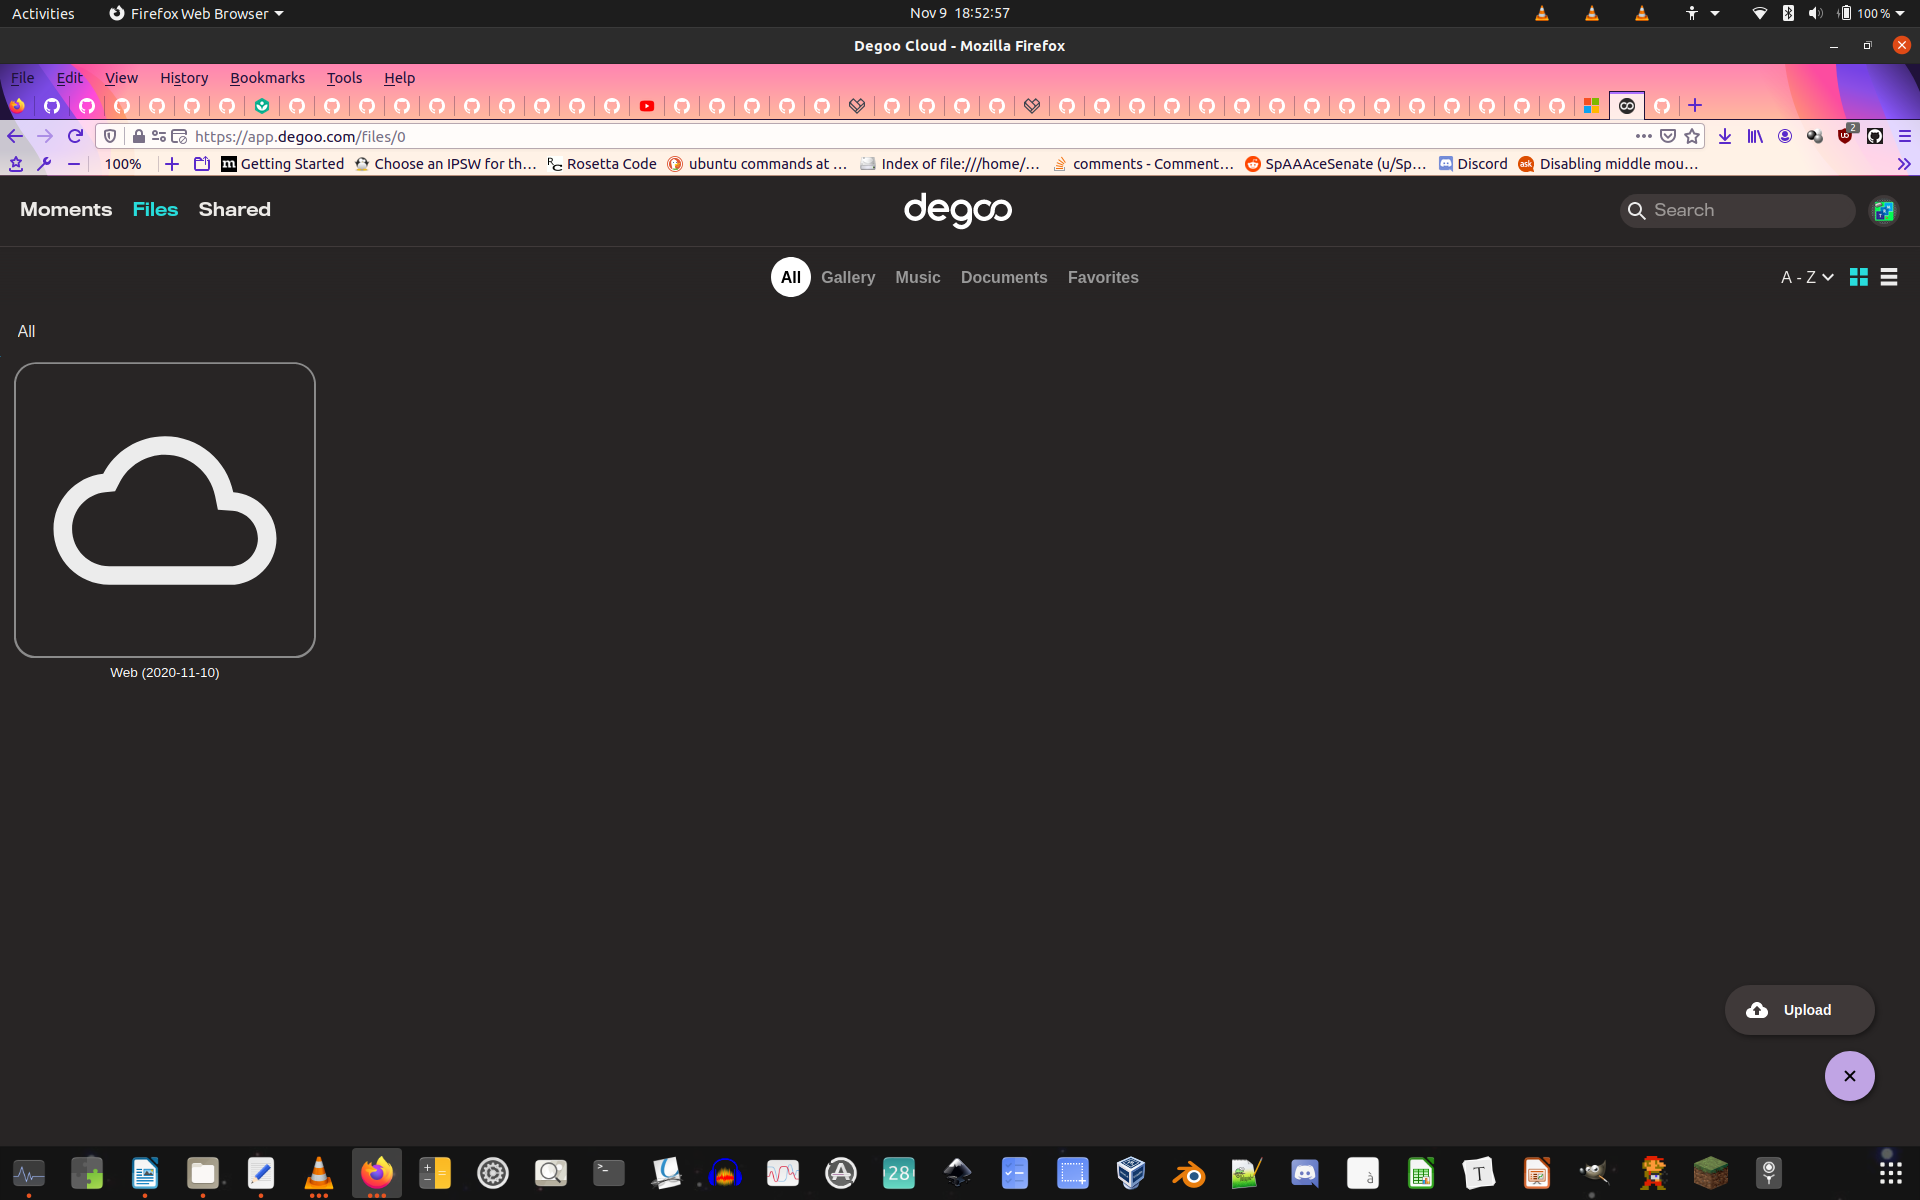 Activities Firefox Web Browser Nov 9 18:52:57 100 %
Degoo Cloud - Mozilla Firefox
File Edit View History Bookmarks Tools Help
https://app.degoo.com/files/0 2
100% Getting Started Choose an IPSW for th… Rosetta Code ubuntu commands at … Index of file:///home/… comments - Comment… SpAAAceSenate (u/Sp… Discord Disabling middle mou…
Moments Files Shared degoo Search
All Gallery Music Documents Favorites A - Z
All
Web (2020-11-10)
Upload
28